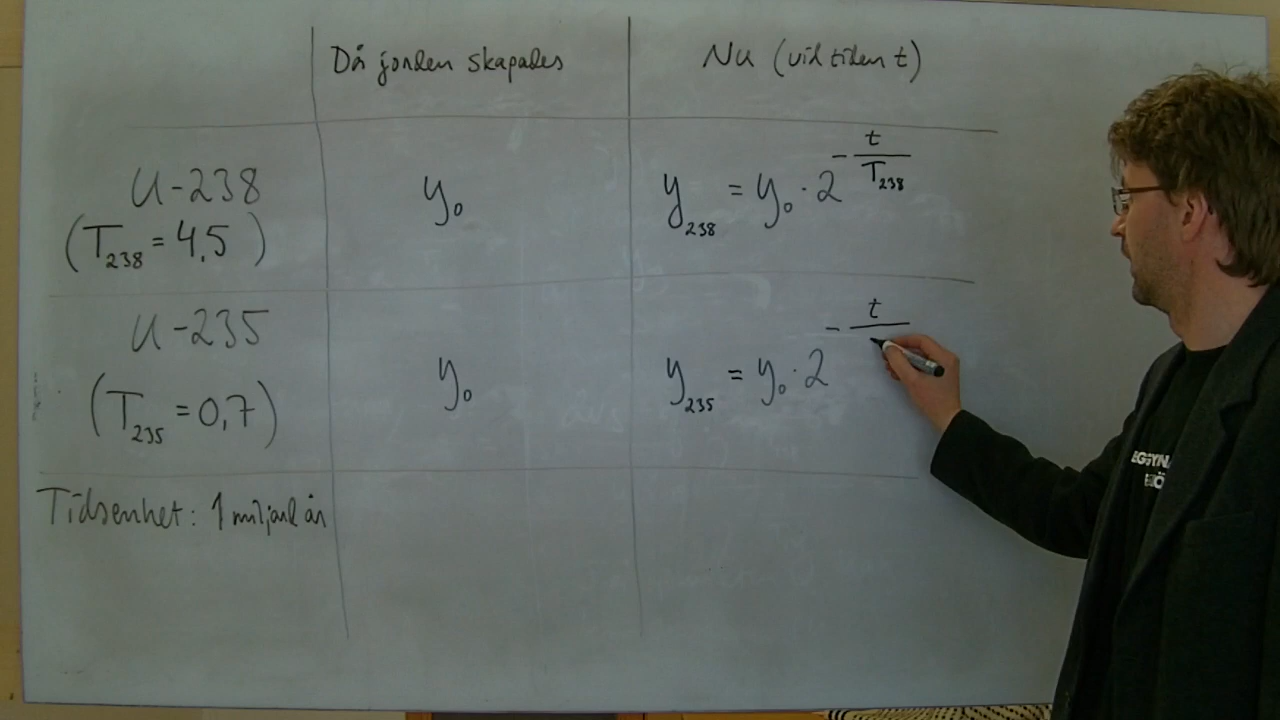 Då jorden skapades
Nu (vid tiden t)
U-238
(T₂₃₈ = 4,5 )
y₀
y₂₃₈ = y₀ · 2^(-t/T₂₃₈)
U-235
(T₂₃₅ = 0,7)
y₀
y₂₃₅ = y₀ · 2^(-t/
Tidsenhet: 1 miljard år